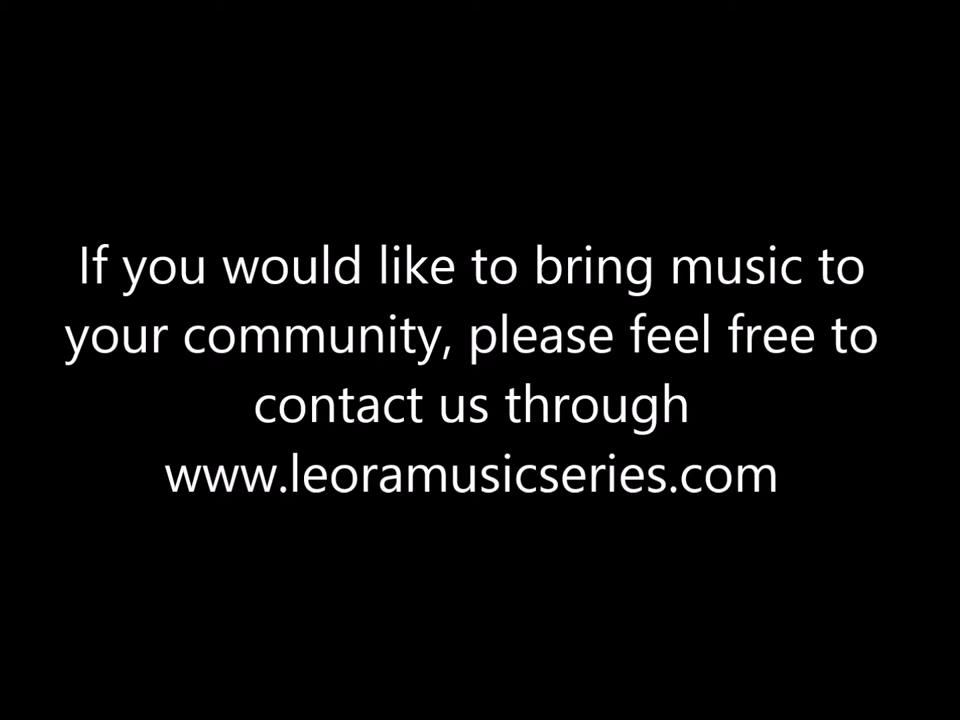 If you would like to bring music to
your community, please feel free to
contact us through
www.leoramusicseries.com